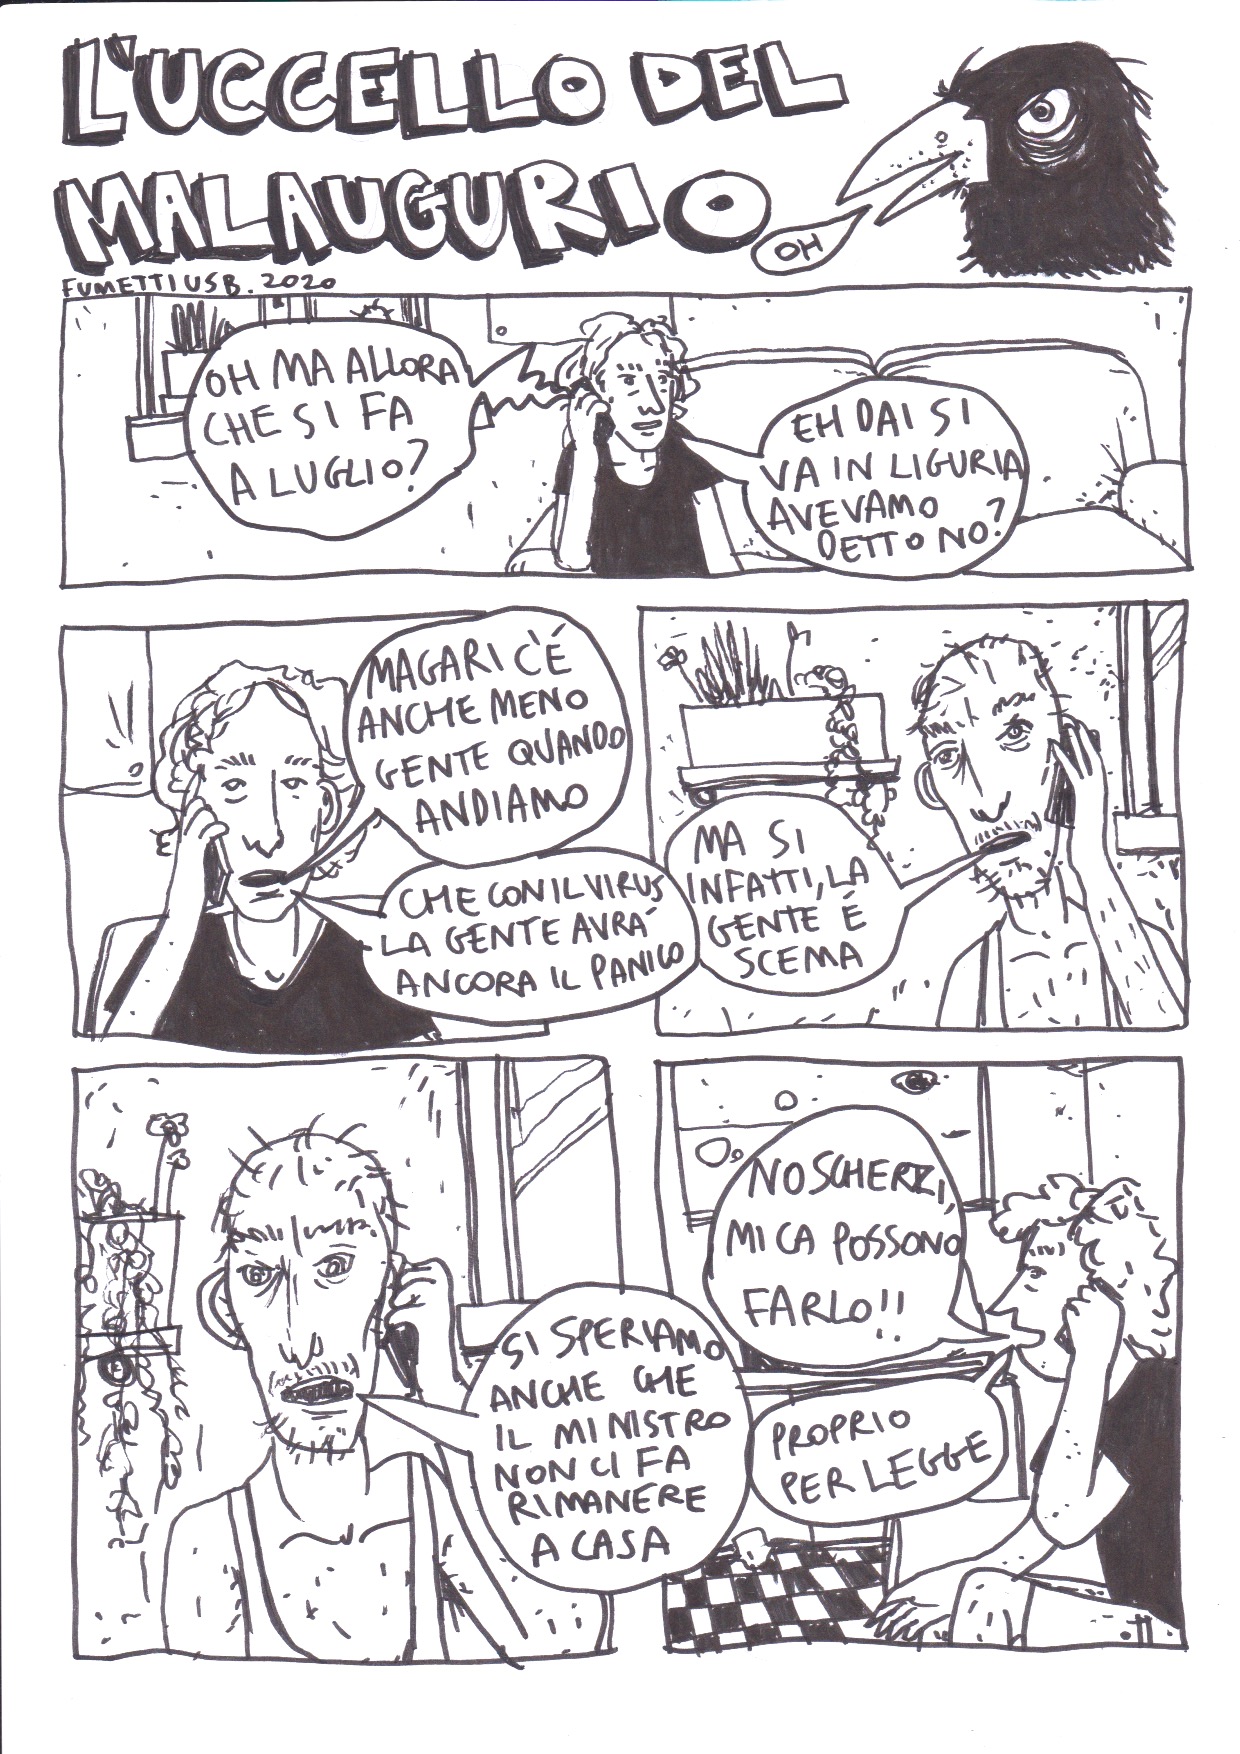 L'UCCELLO DEL
MALAUGURIO
OH
FUMETTIUSB. 2020
OH MA ALLORA
CHE SI FA
A LUGLIO?
EH DAI SI
VA IN LIGURIA
AVEVAMO
DETTO NO?
MAGARI C'É
ANCHE MENO
GENTE QUANDO
ANDIAMO
CHE CON IL VIRUS
LA GENTE AVRÁ
ANCORA IL PANICO
MA SI
INFATTI, LA
GENTE É
SCEMA
SI SPERIAMO
ANCHE CHE
IL MINISTRO
NON CI FA
RIMANERE
A CASA
NO SCHERZI,
MICA POSSONO
FARLO!!
PROPRIO
PER LEGGE